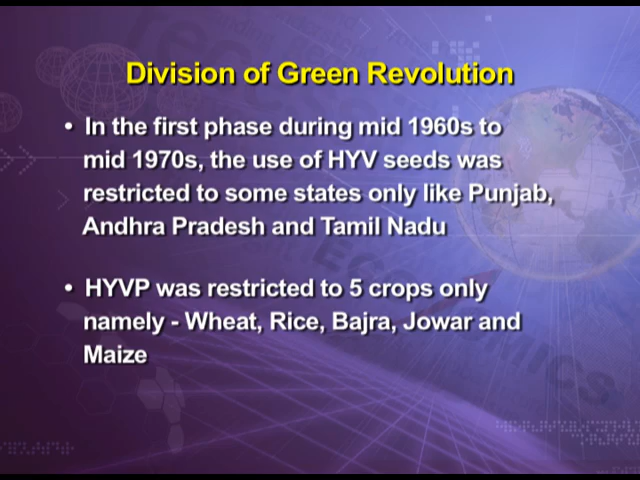 Division of Green Revolution
• In the first phase during mid 1960s to
mid 1970s, the use of HYV seeds was
restricted to some states only like Punjab,
Andhra Pradesh and Tamil Nadu
• HYVP was restricted to 5 crops only
namely - Wheat, Rice, Bajra, Jowar and
Maize
Economics